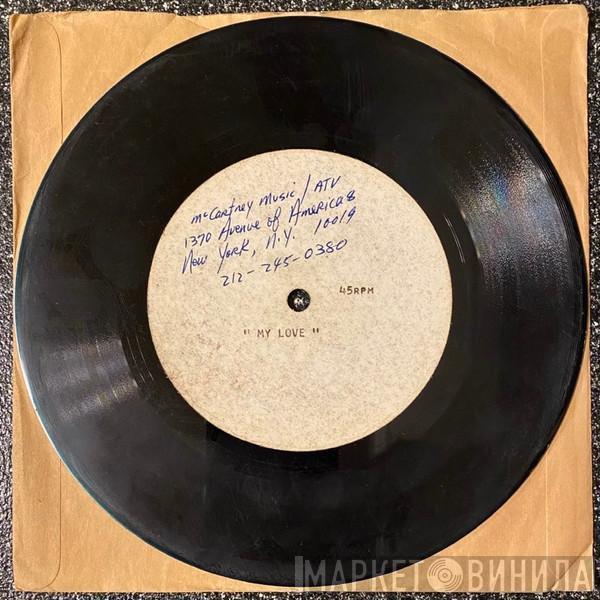 McCartney Music / ATV
1370 Avenue of Americas
New York, N.Y. 10019
212-245-0380
45RPM
" MY LOVE "
МАРКЕТ ВИНИЛА